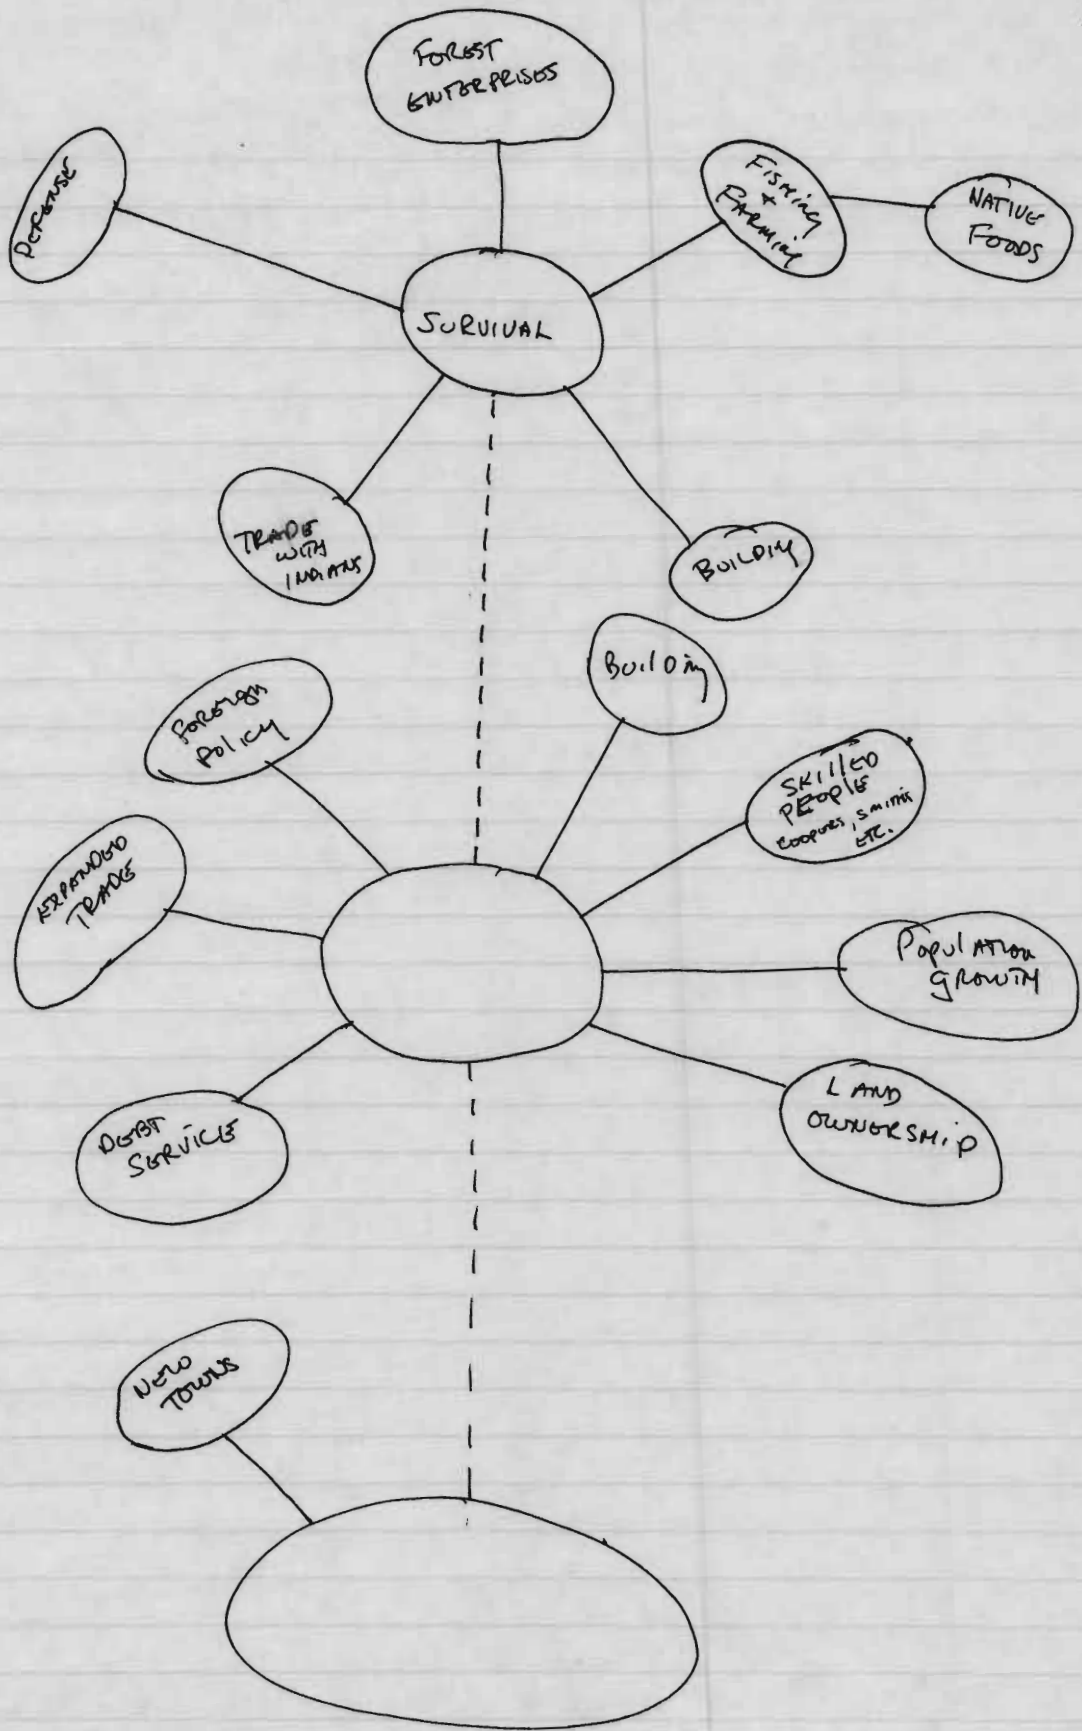 FOREST
ENTERPRISES
DEFENSE
FISHING
+
FARMING
NATIVE
FOODS
SURVIVAL
TRADE
WITH
INDIANS
BUILDING
BuilDing
FOREIGN
POLICY
SKIllED
PEOPlE
COOPERS, SMITHS
ETC.
EXPANDED
TRADE
POPUlATION
GROWTH
LAND
OWNERSHIP
DEBT
SERVICE
NEW
TOWNS